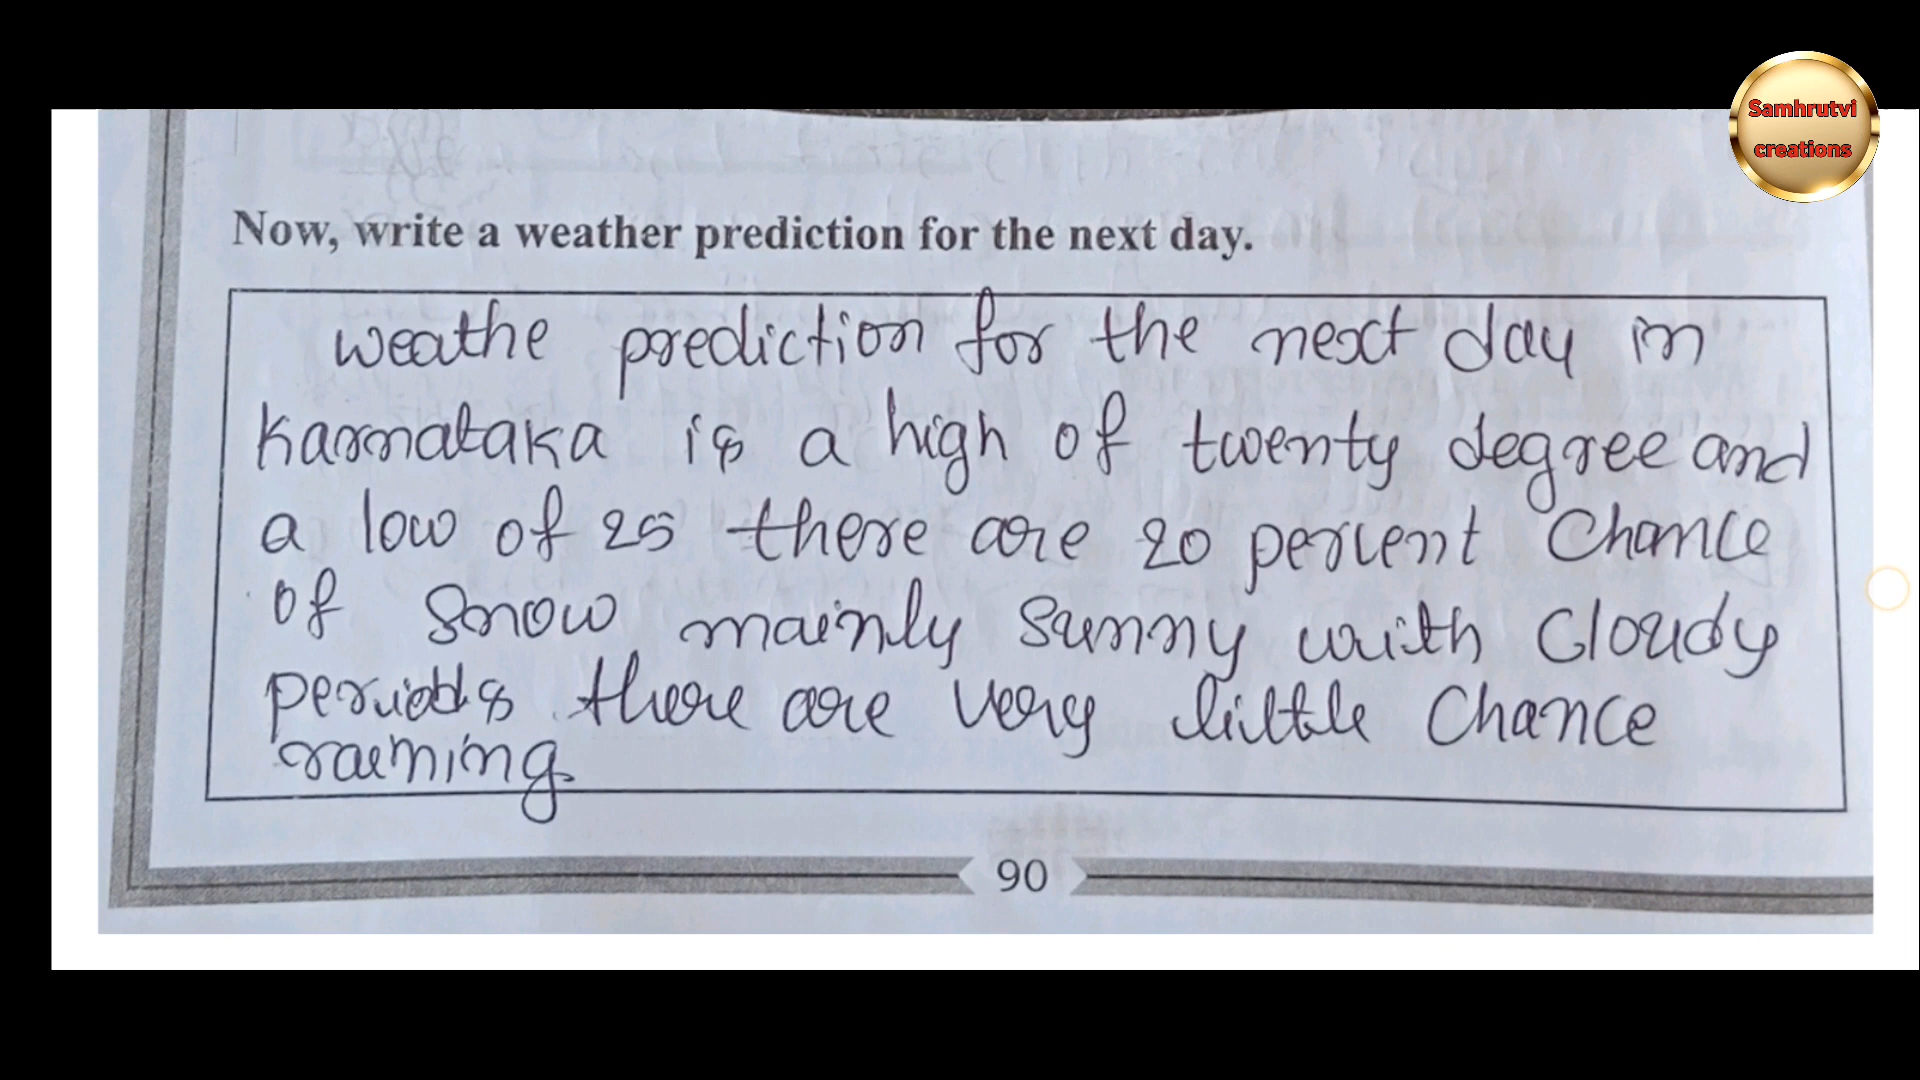 Samhrutvi
creations
Now, write a weather prediction for the next day.
weathe prediction for the next day in
karnataka is a high of twenty degree and
a low of 25 there are 20 percent Chance
of snow mainly sunny with Cloudy
periods there are very little Chance
raining.
90